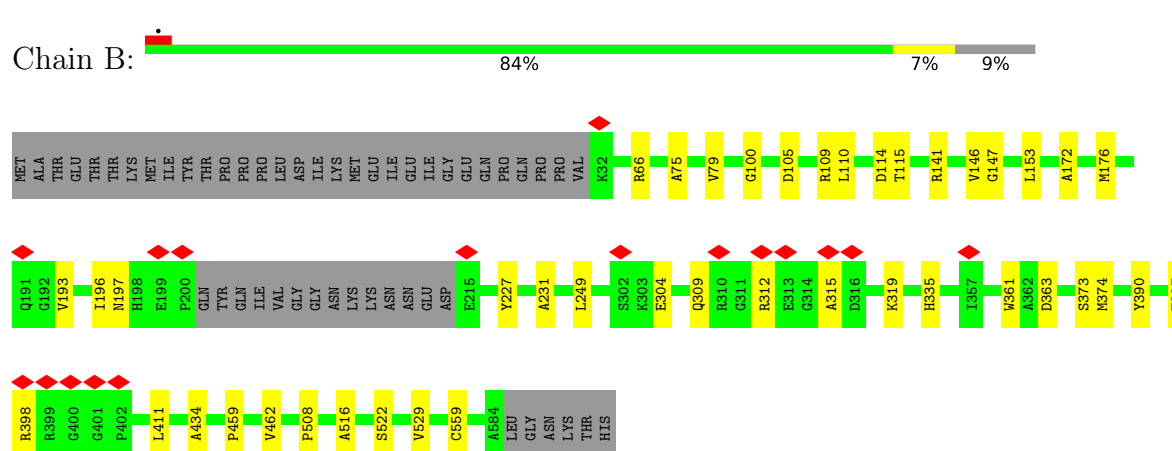 Chain B:
84% 7% 9%
MET ALA THR GLU THR THR LYS MET ILE TYR THR PRO PRO PRO LEU ASP ILE LYS MET GLU ILE GLU ILE GLY GLU GLN PRO GLN PRO PRO VAL K32 R66 A75 V79 G100 D105 R109 L110 D114 T115 R141 V146 G147 L153 A172 M176
Q191 G192 V193 I196 N197 H198 E199 P200 GLN TYR GLN ILE VAL GLY GLY ASN LYS LYS ASN ASN GLU ASP E215 Y227 A231 L249 S302 K303 E304 Q309 R310 G311 R312 E313 G314 A315 D316 K319 H335 I357 W361 A362 D363 S373 M374 Y390
R398 R399 G400 G401 P402 L411 A434 P459 V462 P508 A516 S522 V529 C559 A584 LEU GLY ASN LYS THR HIS